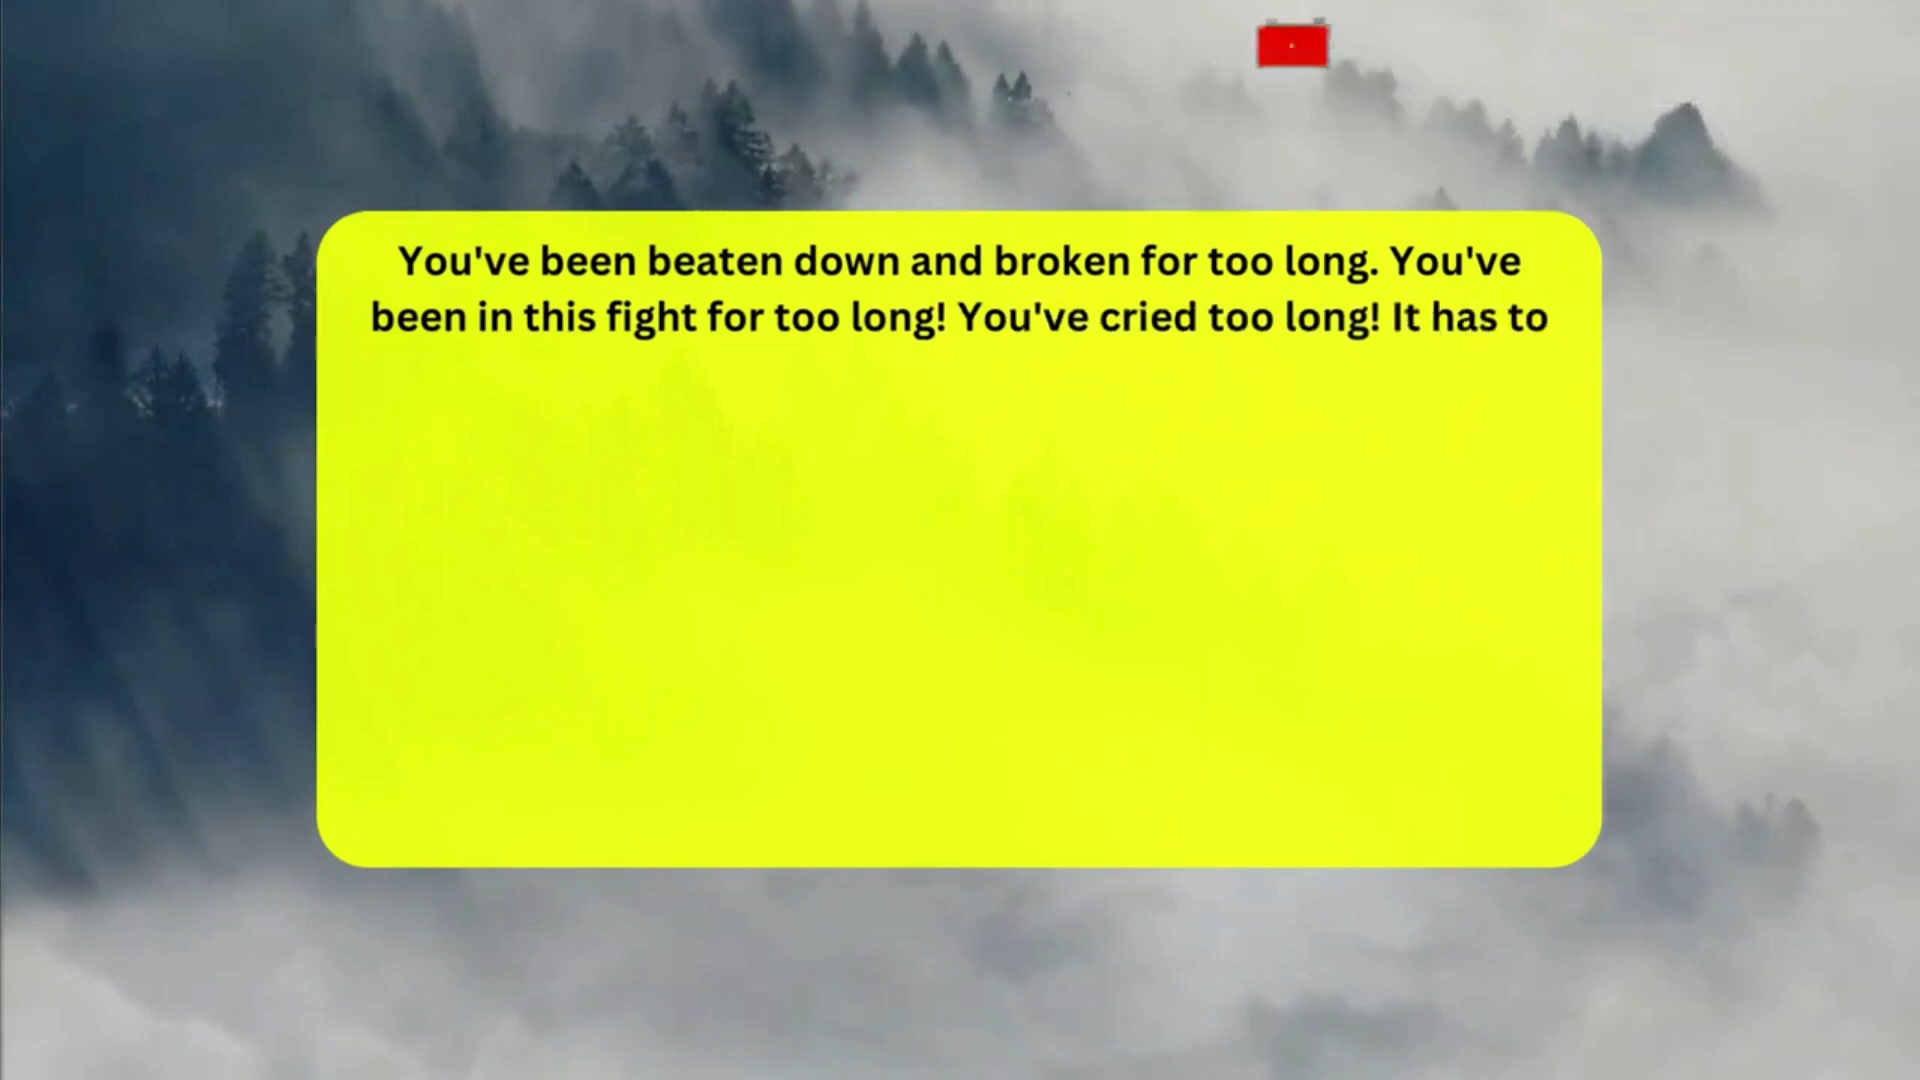 You've been beaten down and broken for too long. You've
been in this fight for too long! You've cried too long! It has to